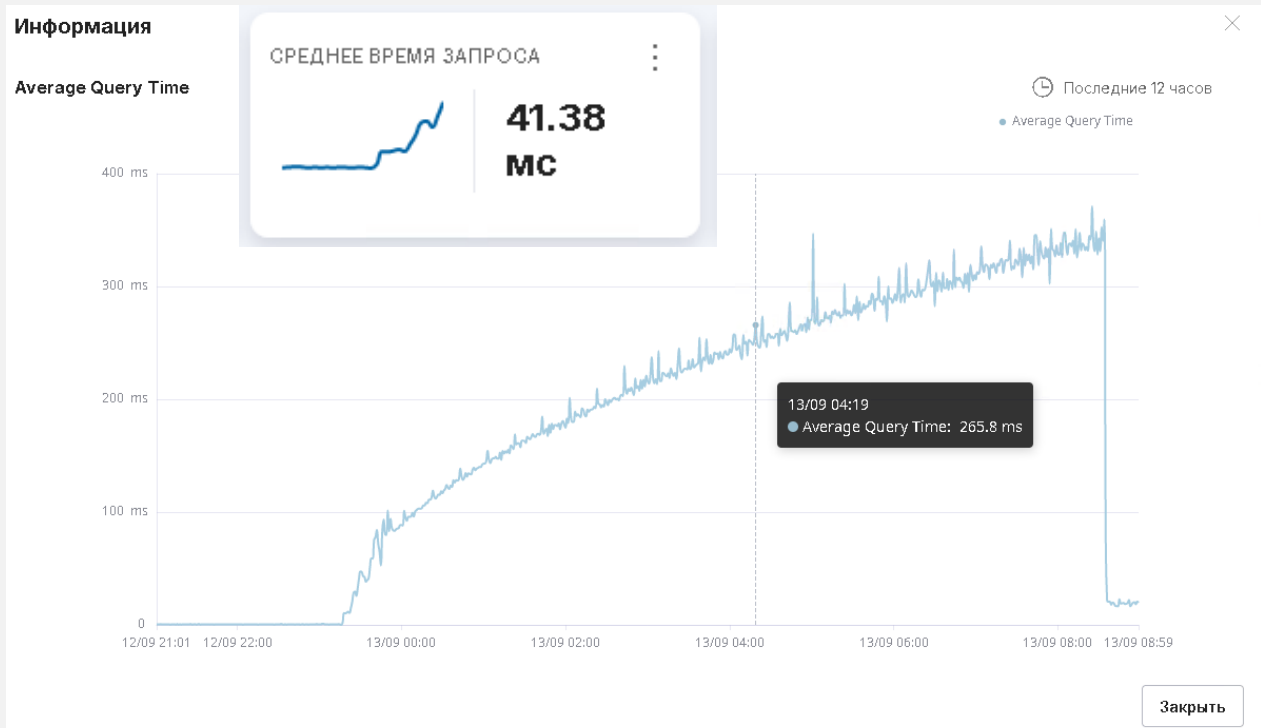 Информация
СРЕДНЕЕ ВРЕМЯ ЗАПРОСА
41.38
мс
Average Query Time
Последние 12 часов
Average Query Time
400 ms
300 ms
200 ms
100 ms
0
13/09 04:19
Average Query Time: 265.8 ms
12/09 21:01 12/09 22:00 13/09 00:00 13/09 02:00 13/09 04:00 13/09 06:00 13/09 08:00 13/09 08:59
Закрыть